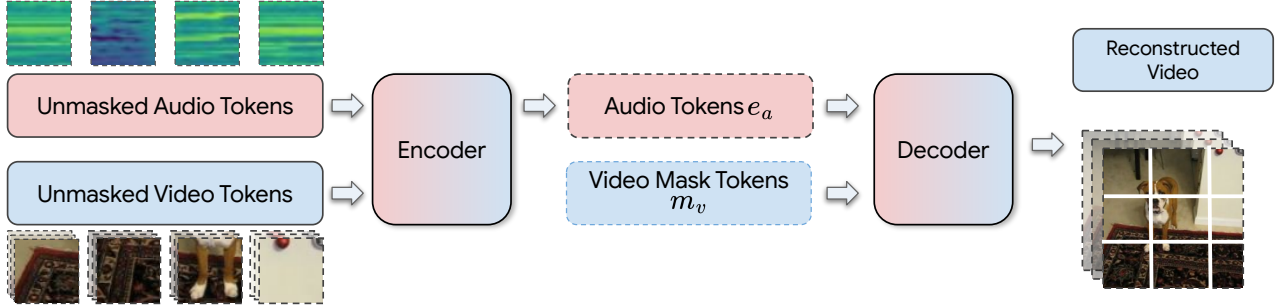 Unmasked Audio Tokens
Unmasked Video Tokens
Encoder
Audio Tokens e_a
Video Mask Tokens
m_v
Decoder
Reconstructed
Video